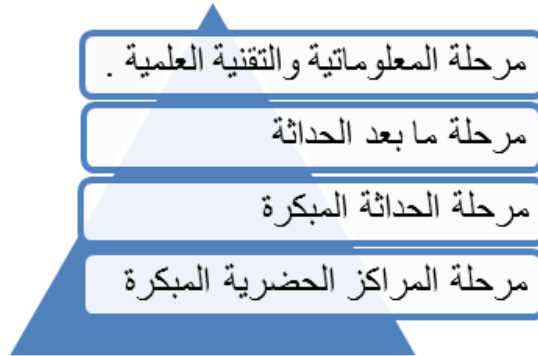 مرحلة المعلوماتية والتقنية العلمية .
مرحلة ما بعد الحداثة
مرحلة الحداثة المبكرة
مرحلة المراكز الحضرية المبكرة